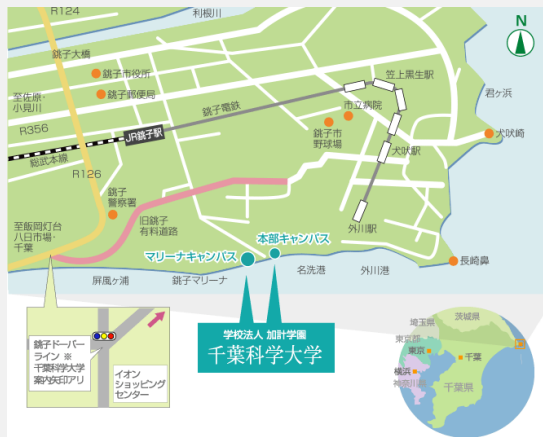 R124
利根川
N
銚子大橋
銚子市役所
笠上黒生駅
至佐原・
小見川
銚子郵便局
銚子電鉄
市立病院
君ヶ浜
R356
JR銚子駅
銚子市
野球場
犬吠崎
総武本線
犬吠駅
R126
銚子
警察署
旧銚子
有料道路
至飯岡灯台
八日市場・
千葉
外川駅
本部キャンパス
マリーナキャンパス
長崎鼻
屏風ヶ浦
銚子マリーナ
名洗港
外川港
学校法人 加計学園
千葉科学大学
銚子ドーバー
ライン ※
千葉科学大学
案内矢印アリ
イオン
ショッピング
センター
茨城県
埼玉県
東京都
東京
千葉
横浜
神奈川県
千葉県